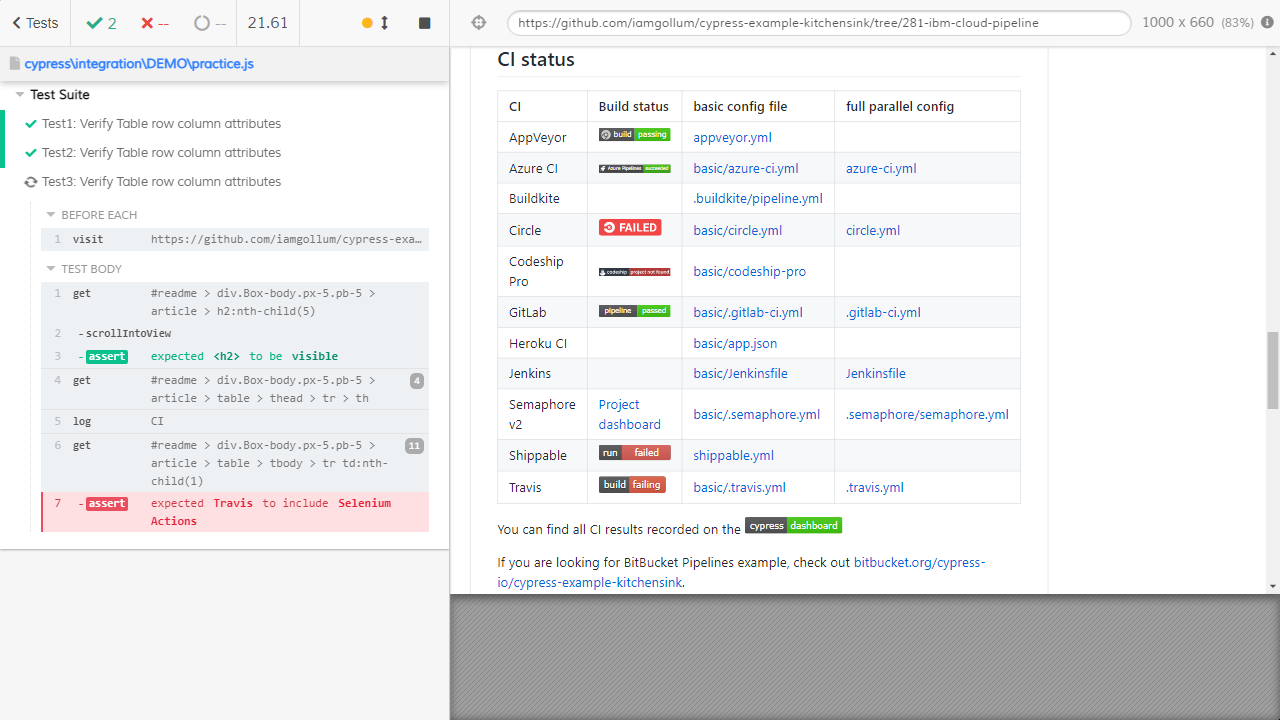 Tests 2 -- -- 21.61
https://github.com/iamgollum/cypress-example-kitchensink/tree/281-ibm-cloud-pipeline 1000 x 660 (83%)
cypress\integration\DEMO\practice.js
Test Suite
Test1: Verify Table row column attributes
Test2: Verify Table row column attributes
Test3: Verify Table row column attributes
BEFORE EACH
1 visit https://github.com/iamgollum/cypress-exa…
TEST BODY
1 get #readme > div.Box-body.px-5.pb-5 >
article > h2:nth-child(5)
2 -scrollIntoView
3 -assert expected <h2> to be visible
4 get #readme > div.Box-body.px-5.pb-5 > 4
article > table > thead > tr > th
5 log CI
6 get #readme > div.Box-body.px-5.pb-5 > 11
article > table > tbody > tr td:nth-
child(1)
7 -assert expected Travis to include Selenium
Actions
CI status
CI Build status basic config file full parallel config
AppVeyor build passing appveyor.yml
Azure CI Azure Pipelines succeeded basic/azure-ci.yml azure-ci.yml
Buildkite .buildkite/pipeline.yml
Circle FAILED basic/circle.yml circle.yml
Codeship
Pro codeship project not found basic/codeship-pro
GitLab pipeline passed basic/.gitlab-ci.yml .gitlab-ci.yml
Heroku CI basic/app.json
Jenkins basic/Jenkinsfile Jenkinsfile
Semaphore
v2 Project
dashboard basic/.semaphore.yml .semaphore/semaphore.yml
Shippable run failed shippable.yml
Travis build failing basic/.travis.yml .travis.yml
You can find all CI results recorded on the cypress dashboard
If you are looking for BitBucket Pipelines example, check out bitbucket.org/cypress-
io/cypress-example-kitchensink.